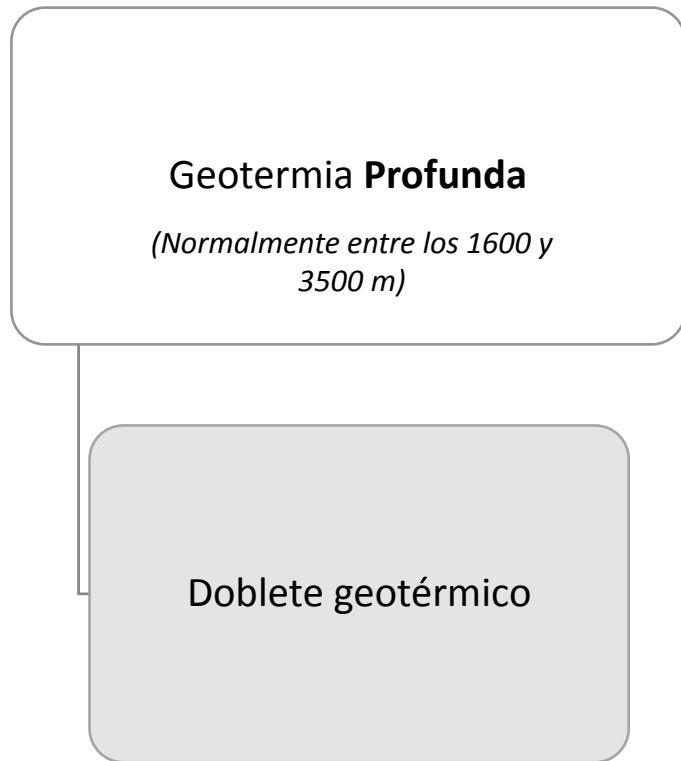 Geotermia Profunda
(Normalmente entre los 1600 y
3500 m)
Doblete geotérmico